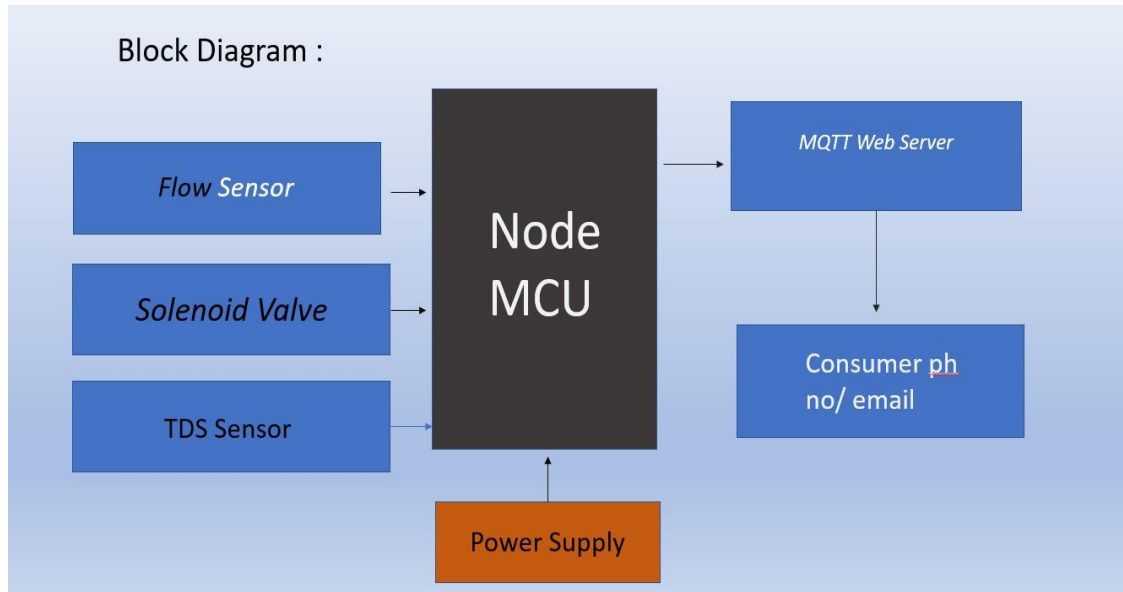 Block Diagram :
Flow Sensor
Solenoid Valve
TDS Sensor
Node
MCU
Power Supply
MQTT Web Server
Consumer ph
no/ email